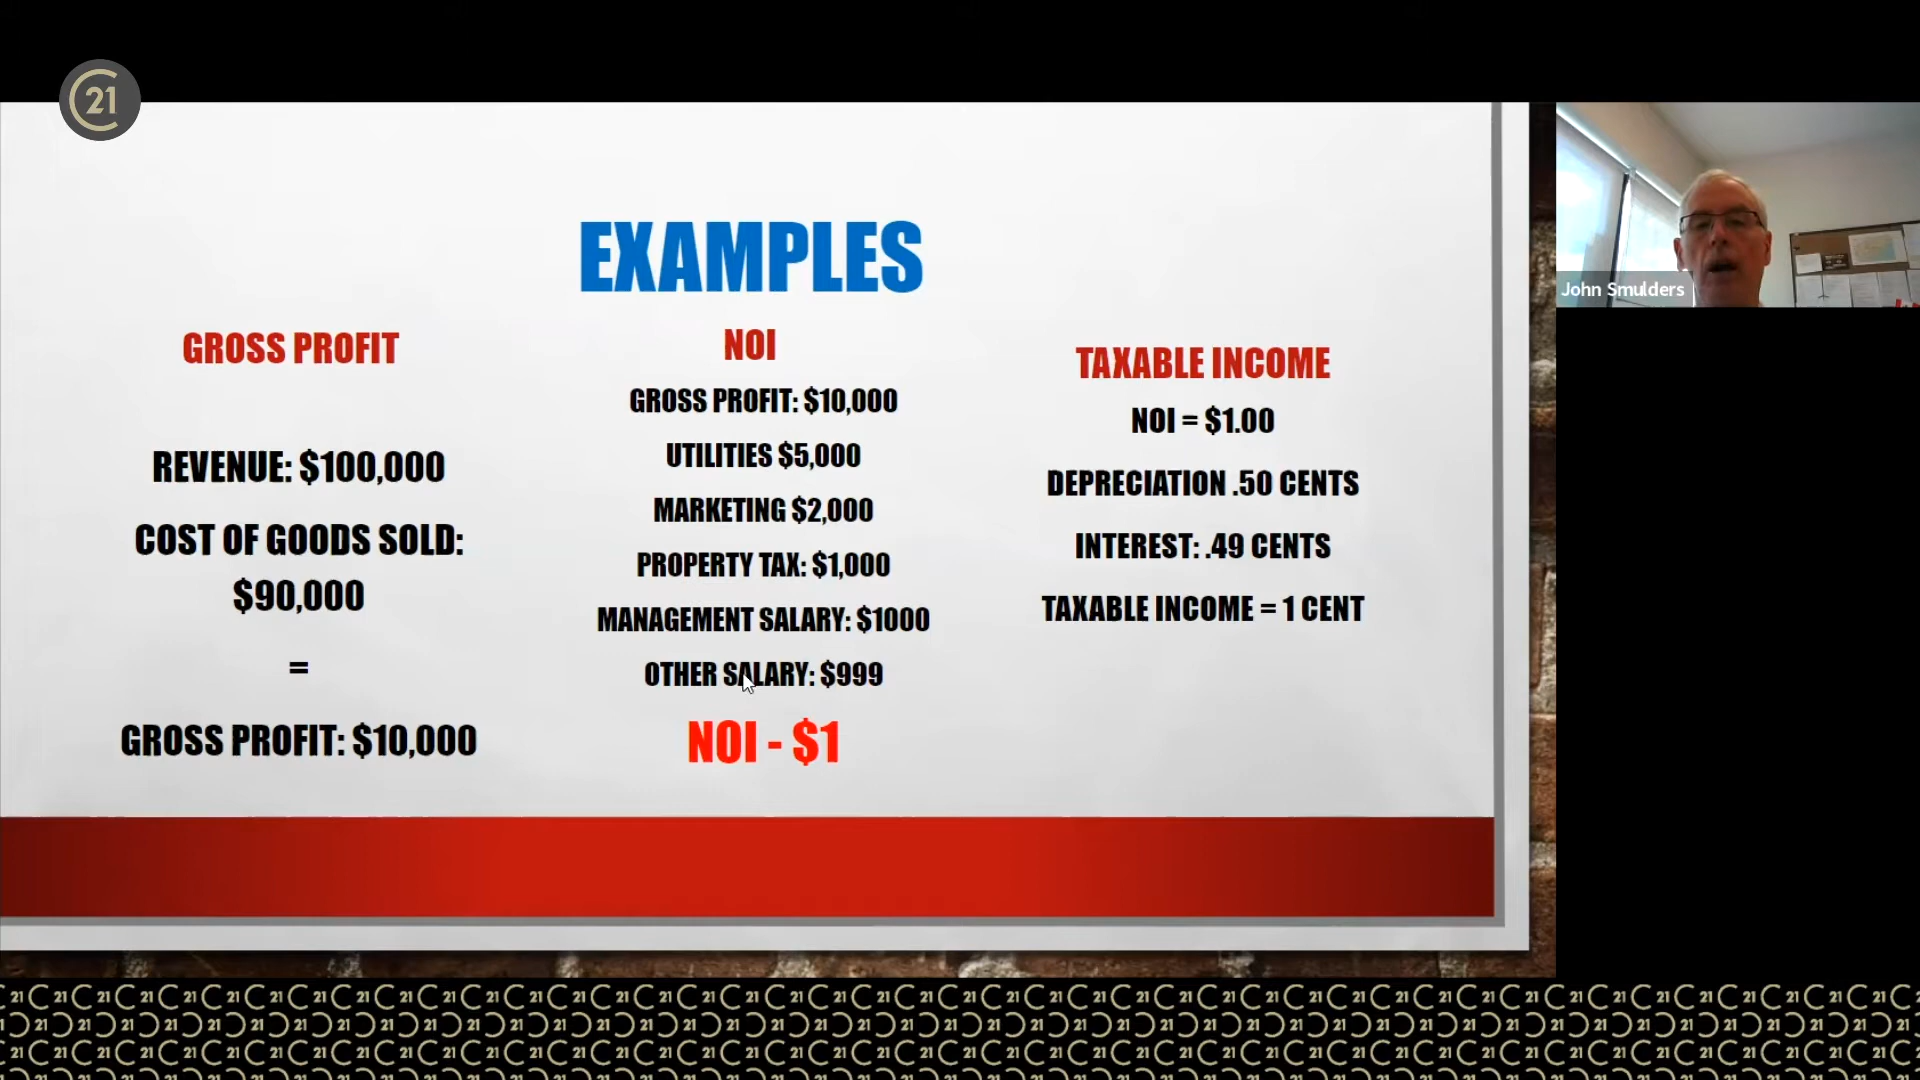 21
EXAMPLES
GROSS PROFIT
REVENUE: $100,000
COST OF GOODS SOLD:
$90,000
=
GROSS PROFIT: $10,000
NOI
GROSS PROFIT: $10,000
UTILITIES $5,000
MARKETING $2,000
PROPERTY TAX: $1,000
MANAGEMENT SALARY: $1000
OTHER SALARY: $999
NOI - $1
TAXABLE INCOME
NOI = $1.00
DEPRECIATION .50 CENTS
INTEREST: .49 CENTS
TAXABLE INCOME = 1 CENT
John Smulders